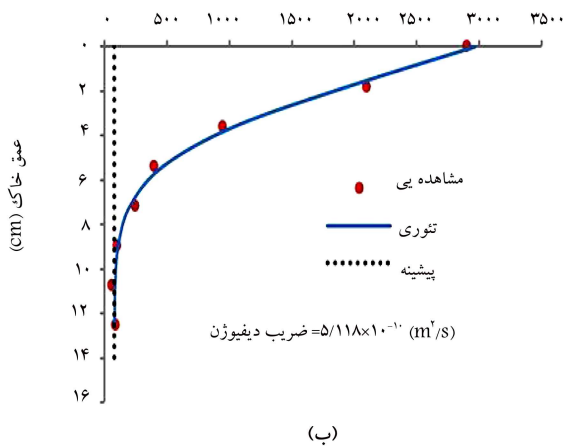 ۰ ۵۰۰ ۱۰۰۰ ۱۵۰۰ ۲۰۰۰ ۲۵۰۰ ۳۰۰۰ ۳۵۰۰
۰
۲
۴
۶
۸
۱۰
۱۲
۱۴
۱۶
عمق خاك (cm)
مشاهده یی
تئوری
پیشینه
ضریب دیفیوژن =۵/۱۱۸×۱۰⁻¹⁰ (m²/s)
(ب)